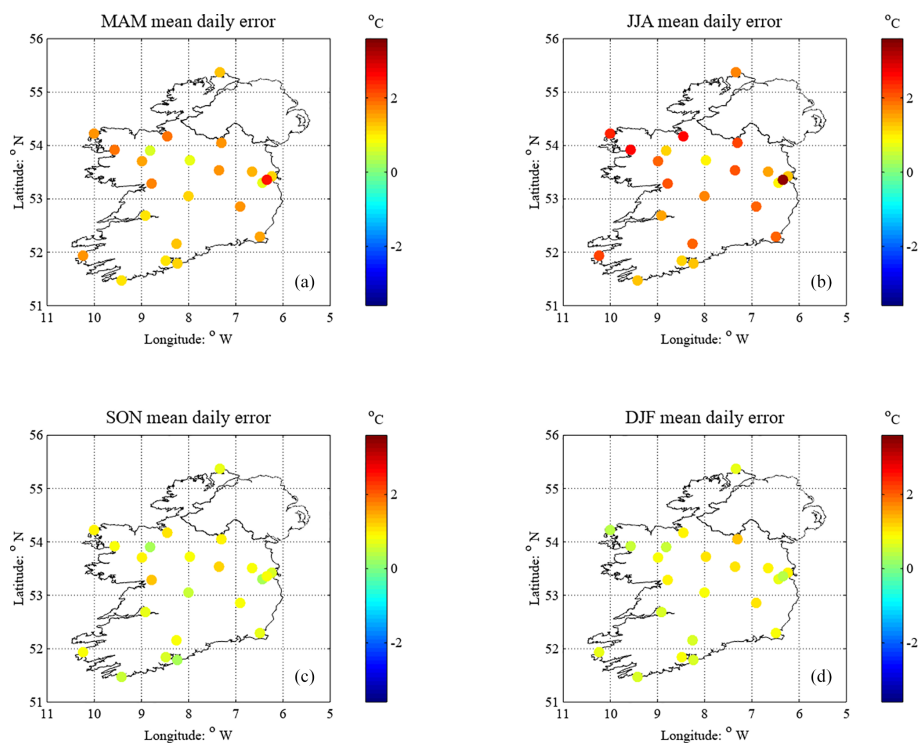 MAM mean daily error
°C
56
55
54
53
52
51
11 10 9 8 7 6 5
Latitude: ° N
Longitude: ° W
(a)
2
0
-2
JJA mean daily error
°C
56
55
54
53
52
51
11 10 9 8 7 6 5
Latitude: ° N
Longitude: ° W
(b)
2
0
-2
SON mean daily error
°C
56
55
54
53
52
51
11 10 9 8 7 6 5
Latitude: ° N
Longitude: ° W
(c)
2
0
-2
DJF mean daily error
°C
56
55
54
53
52
51
11 10 9 8 7 6 5
Latitude: ° N
Longitude: ° W
(d)
2
0
-2